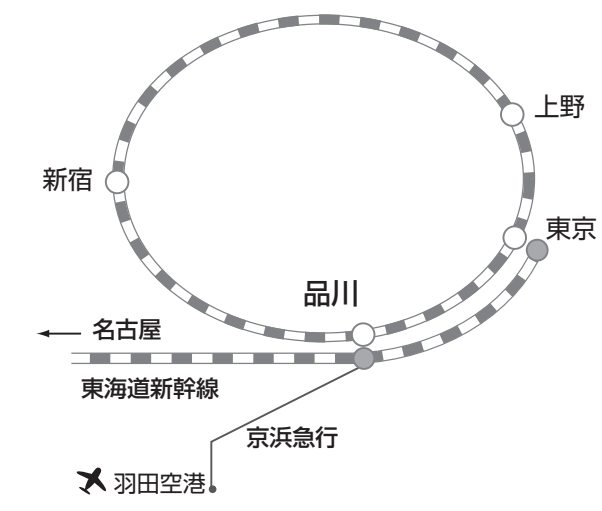 上野
新宿
東京
品川
名古屋
東海道新幹線
京浜急行
羽田空港